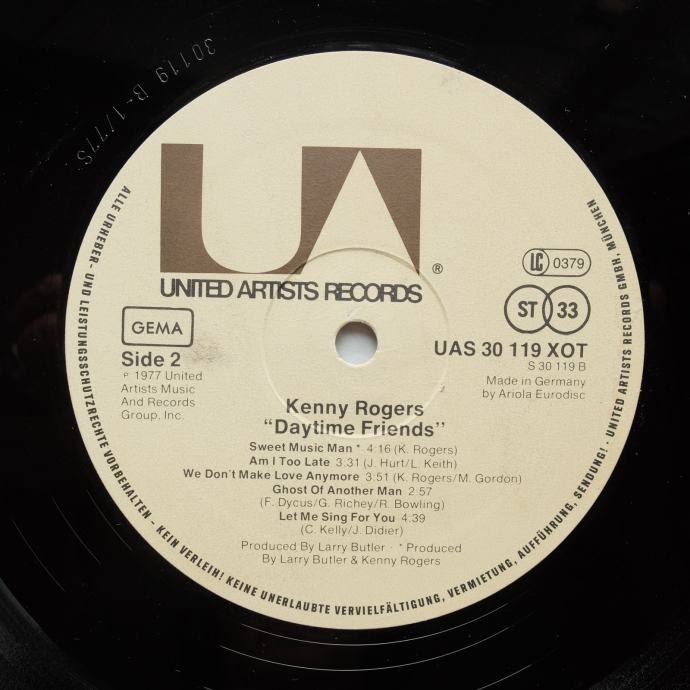 30119 B-1/77S
UA
®
UNITED ARTISTS RECORDS
LC 0379
ST 33
GEMA
Side 2
℗ 1977 United
Artists Music
And Records
Group, Inc.
UAS 30 119 XOT
S 30 119 B
Made in Germany
by Ariola Eurodisc
Kenny Rogers
"Daytime Friends"
Sweet Music Man * 4:16 (K. Rogers)
Am I Too Late 3:31 (J. Hurt/L. Keith)
We Don't Make Love Anymore 3:51 (K. Rogers/M. Gordon)
Ghost Of Another Man 2:57
(F. Dycus/G. Richey/R. Bowling)
Let Me Sing For You 4:39
(C. Kelly/J. Didier)
Produced By Larry Butler · * Produced
By Larry Butler & Kenny Rogers
ALLE URHEBER- UND LEISTUNGSSCHUTZRECHTE VORBEHALTEN - KEIN VERLEIH! KEINE UNERLAUBTE VERVIELFÄLTIGUNG, VERMIETUNG, AUFFÜHRUNG, SENDUNG! · UNITED ARTISTS RECORDS GMBH, MÜNCHEN